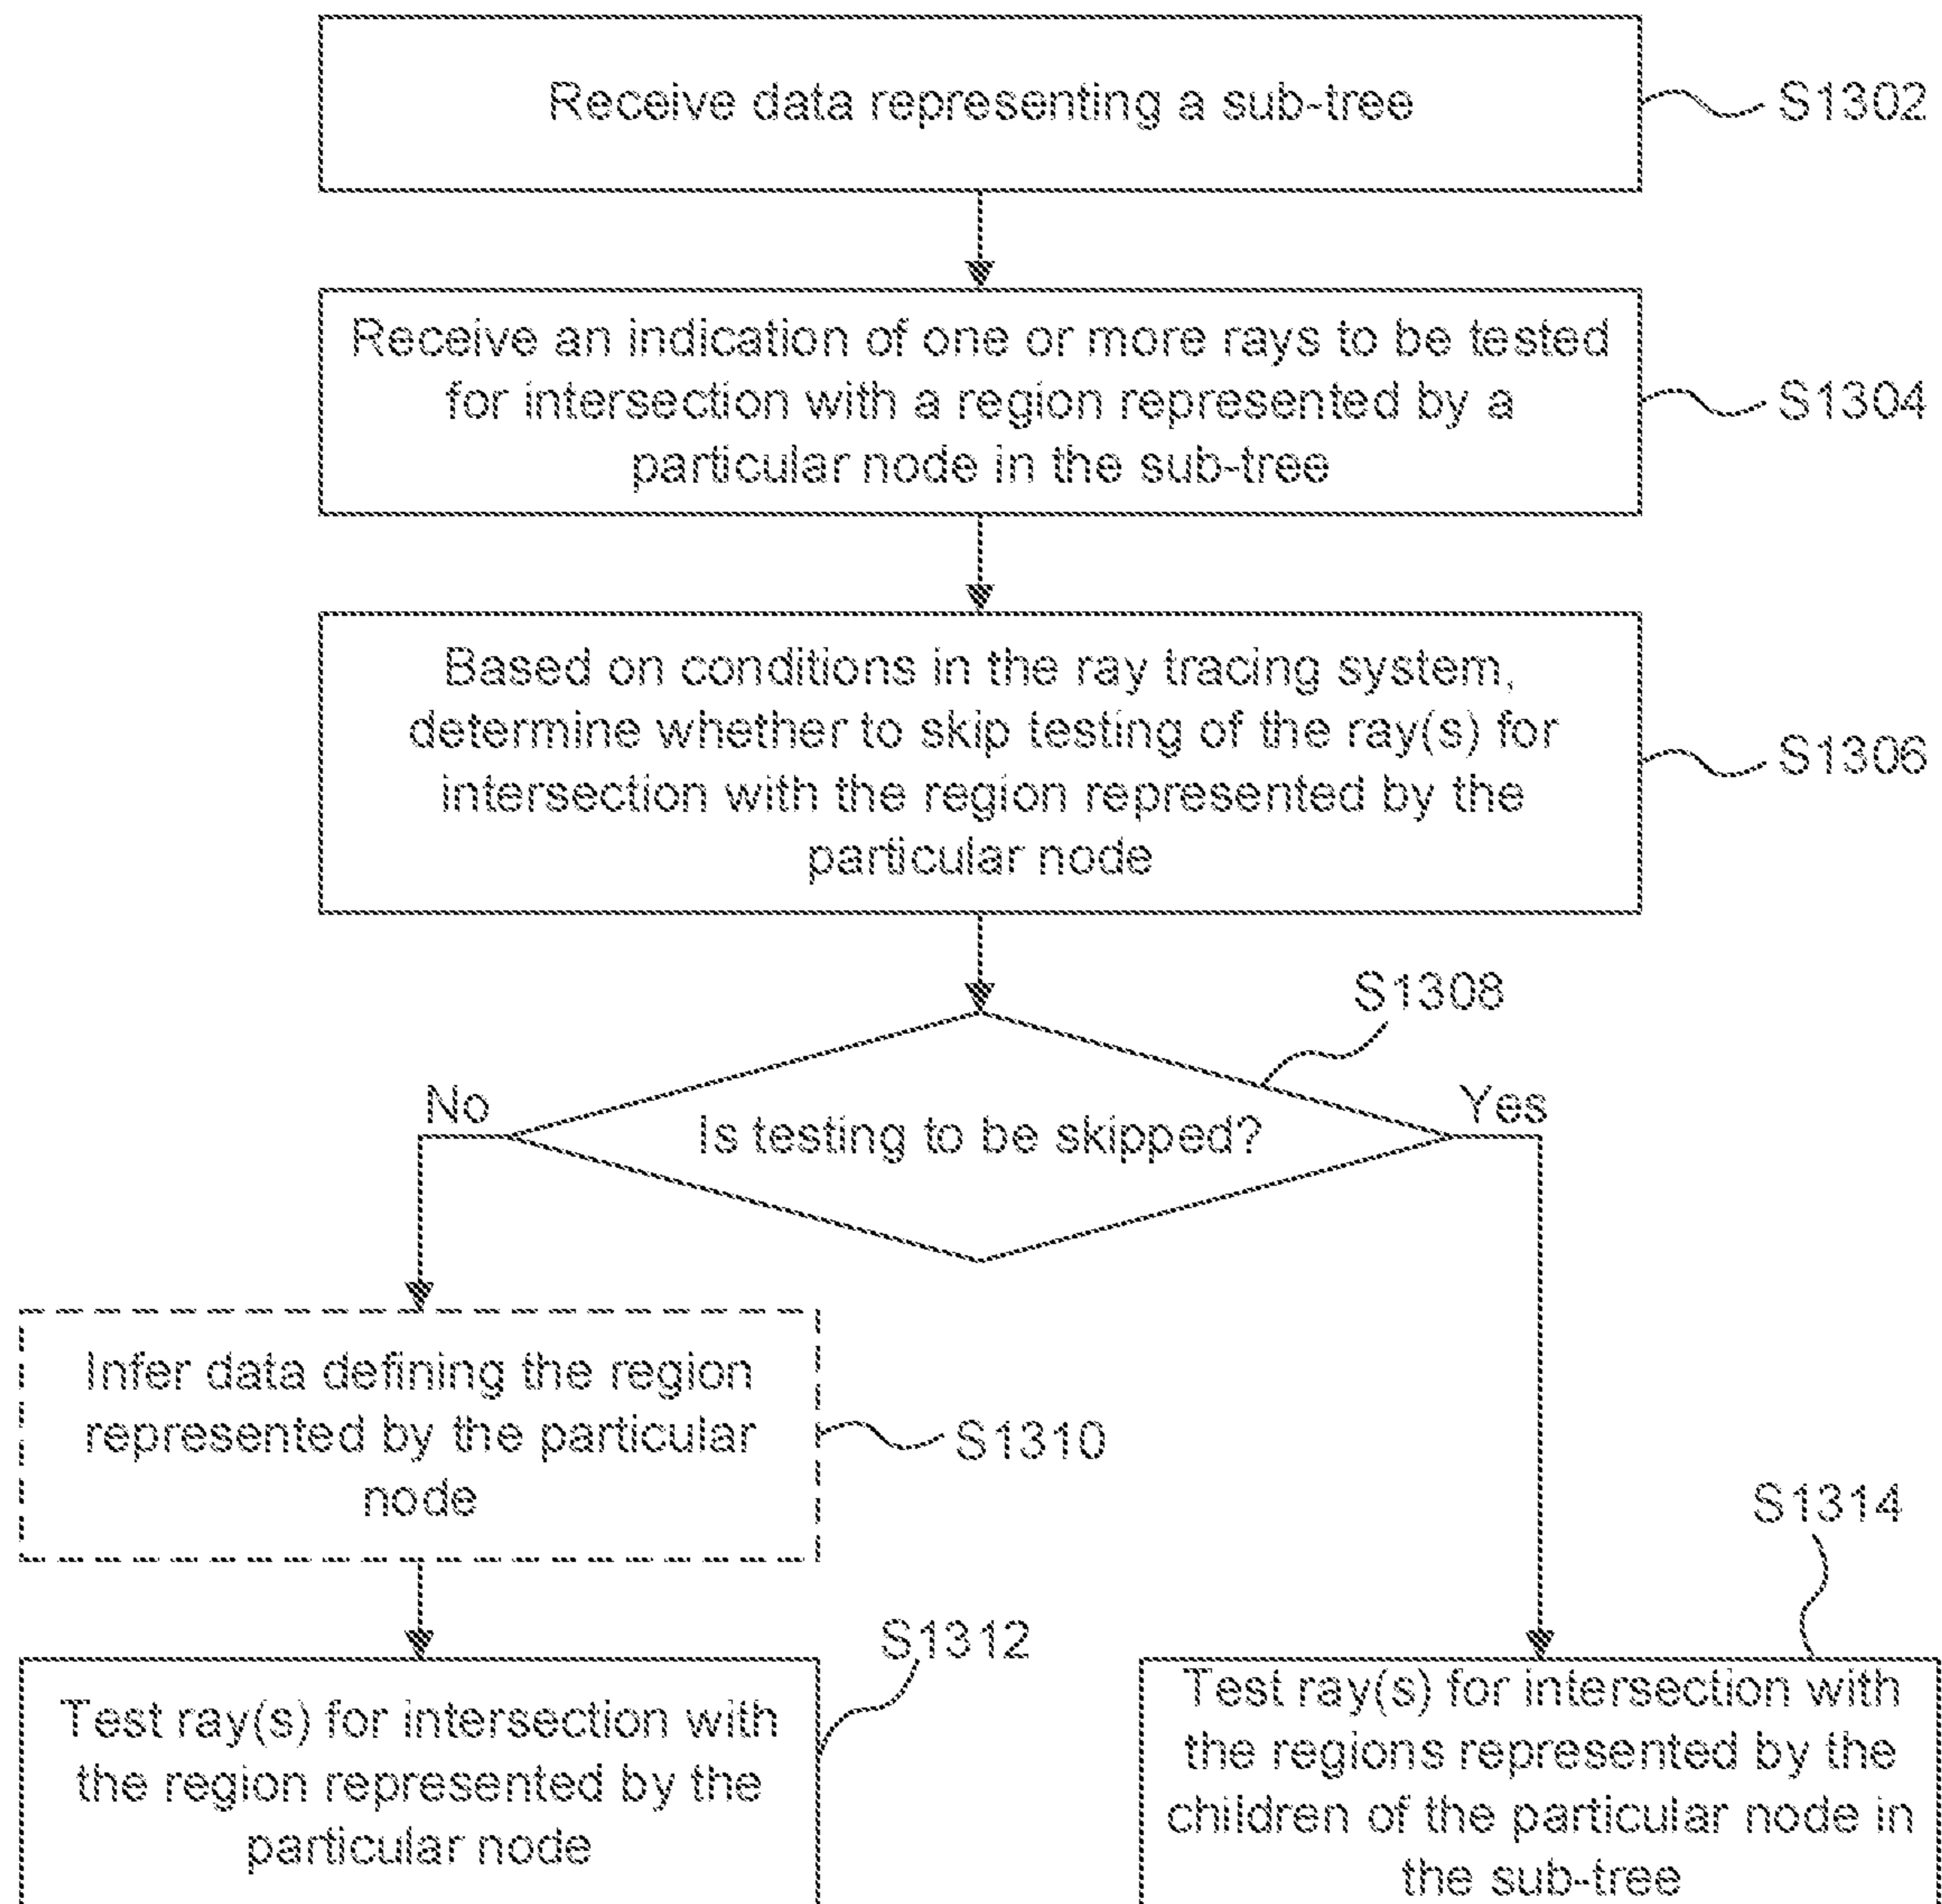 Receive data representing a sub-tree
S1302
Receive an indication of one or more rays to be tested
for intersection with a region represented by a
particular node in the sub-tree
S1304
Based on conditions in the ray tracing system,
determine whether to skip testing of the ray(s) for
intersection with the region represented by the
particular node
S1306
S1308
No
Is testing to be skipped?
Yes
Infer data defining the region
represented by the particular
node
S1310
S1314
S1312
Test ray(s) for intersection with
the region represented by the
particular node
Test ray(s) for intersection with
the regions represented by the
children of the particular node in
the sub-tree